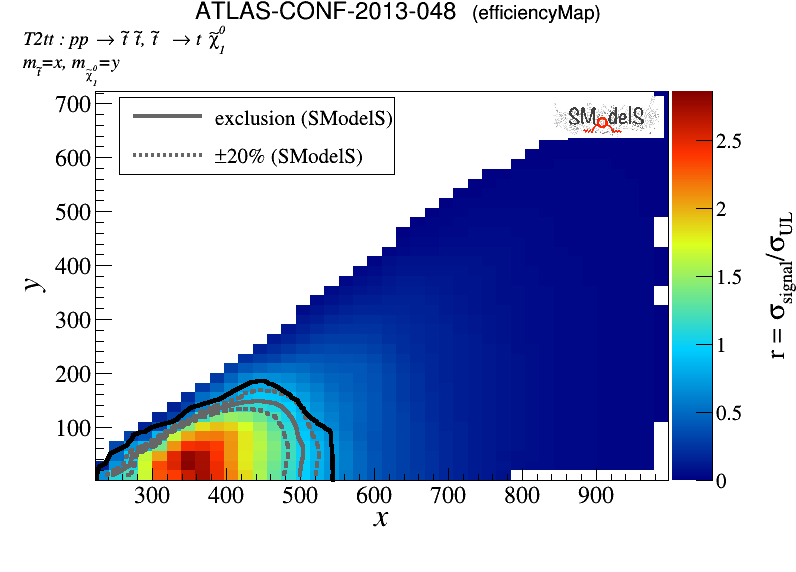 ATLAS-CONF-2013-048 (efficiencyMap)
T2tt : pp → t̃ t̃, t̃ → t χ̃⁰₁
m_t̃=x, m_χ̃⁰₁=y
exclusion (SModelS)
±20% (SModelS)
SModelS
700
600
500
400
300
200
100
y
300 400 500 600 700 800 900
x
2.5
2
1.5
1
0.5
0
r = σ_signal/σ_UL